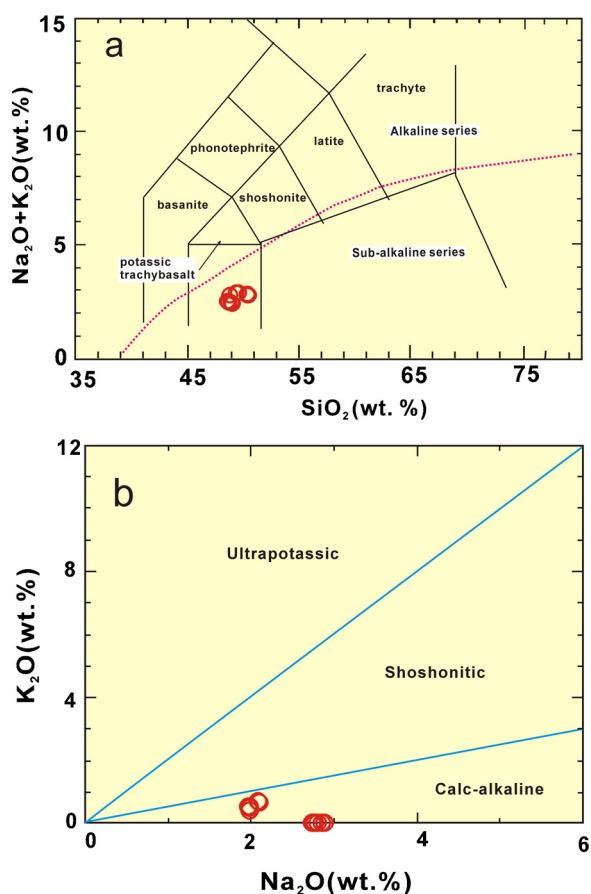 a
15
10
5
0
Na₂O+K₂O(wt.%)
trachyte
Alkaline series
latite
phonotephrite
shoshonite
basanite
potassic
trachybasalt
Sub-alkaline series
35 45 55 65 75
SiO₂(wt. %)
b
12
8
4
0
K₂O(wt.%)
Ultrapotassic
Shoshonitic
Calc-alkaline
0 2 4 6
Na₂O(wt.%)